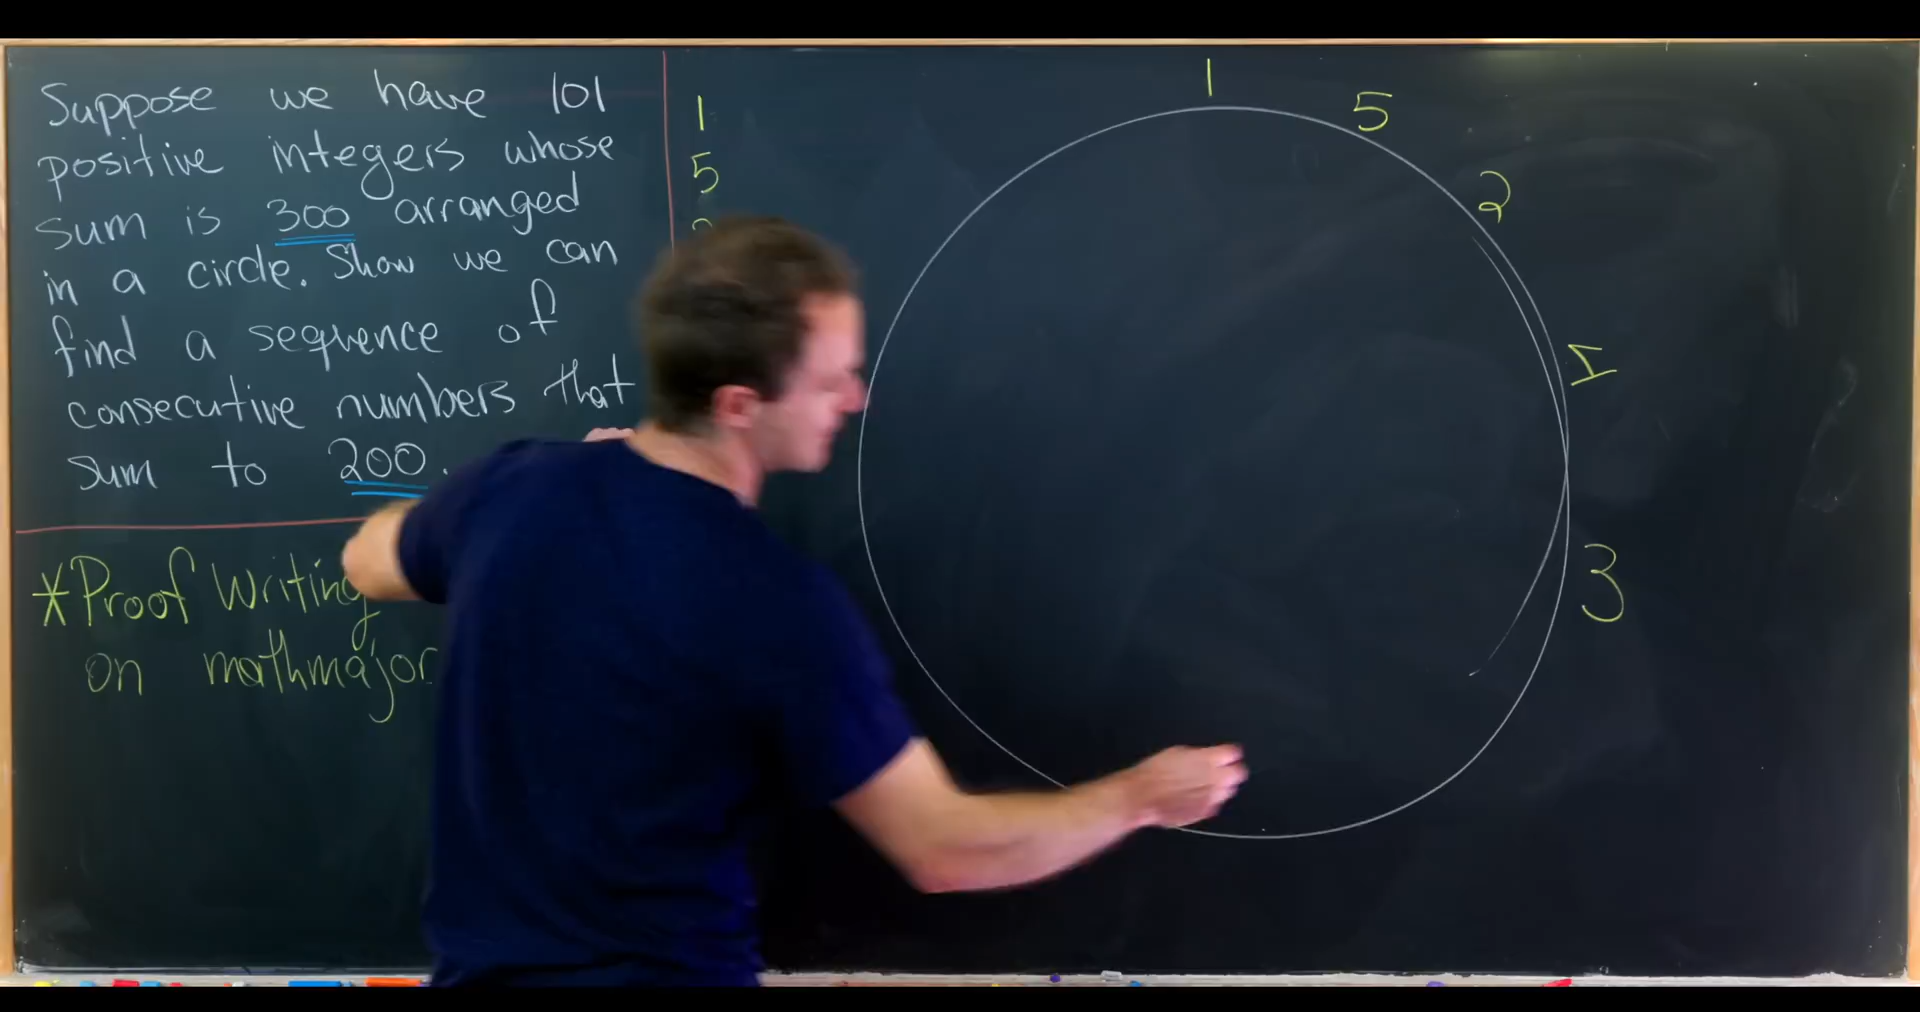 Suppose we have 101
positive integers whose
sum is 300 arranged
in a circle. Show we can
find a sequence of
consecutive numbers that
sum to 200.
*Proof Writing
on mathmajor
1
5
1
5
2
1
3